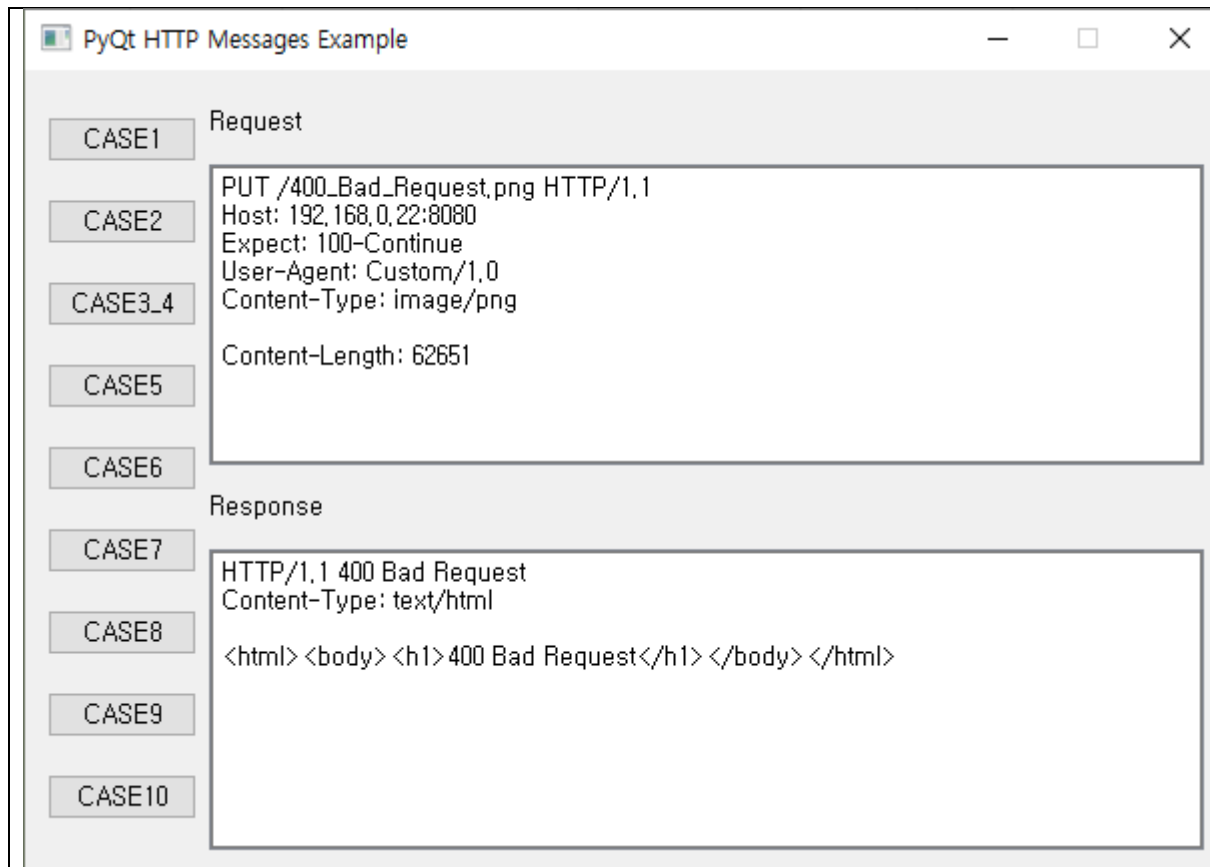 PyQt HTTP Messages Example
CASE1
CASE2
CASE3_4
CASE5
CASE6
CASE7
CASE8
CASE9
CASE10
Request
PUT /400_Bad_Request.png HTTP/1.1
Host: 192.168.0.22:8080
Expect: 100-Continue
User-Agent: Custom/1.0
Content-Type: image/png
Content-Length: 62651
Response
HTTP/1.1 400 Bad Request
Content-Type: text/html
<html><body><h1>400 Bad Request</h1></body></html>